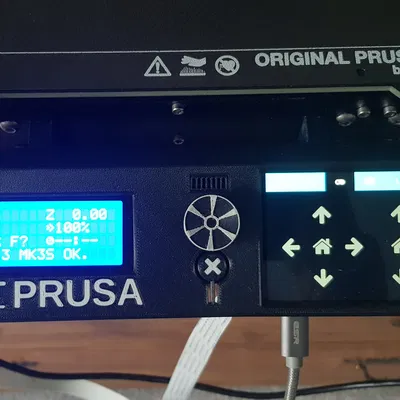 ORIGINAL PRUS
b
Z 0.00
100%
F? --:--
3 MK3S OK.
PRUSA